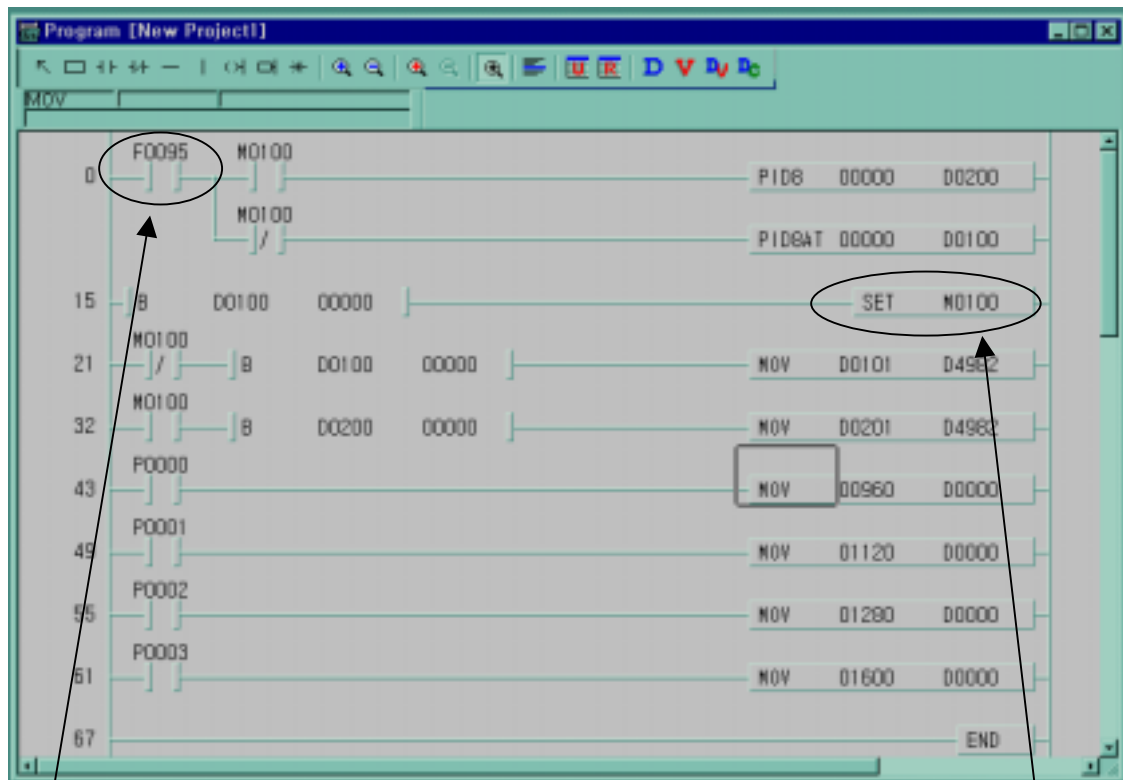 Program [New Project1]
U R D V DV DC
MOV
F0095 M0100
0 PID8 00000 D0200
M0100
PID8AT 00000 D0100
15 B D0100 00000 SET M0100
M0100
21 B D0100 00000 MOV D0101 D4982
M0100
32 B D0200 00000 MOV D0201 D4982
P0000
43 MOV 00960 D0000
P0001
49 MOV 01120 D0000
P0002
55 MOV 01280 D0000
P0003
61 MOV 01600 D0000
67 END